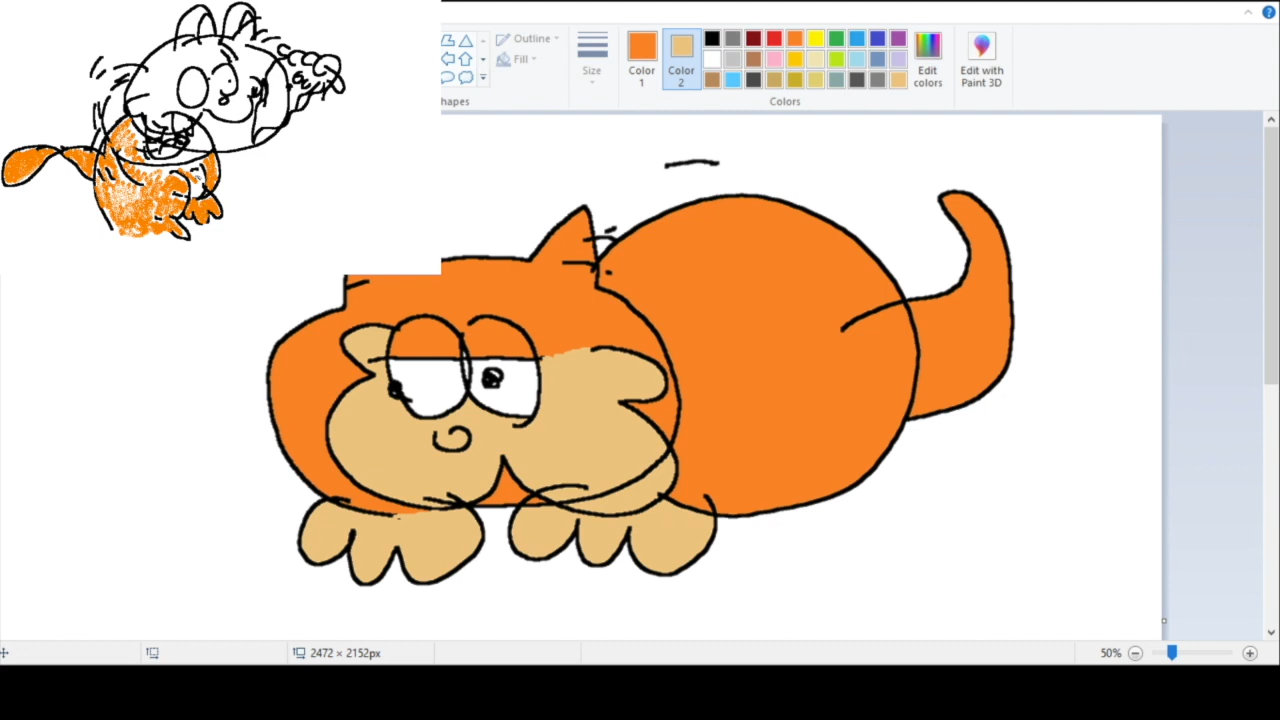 Outline
Fill
Size
Color
1
Color
2
Edit
colors
Edit with
Paint 3D
hapes
Colors
2472 × 2152px
50%